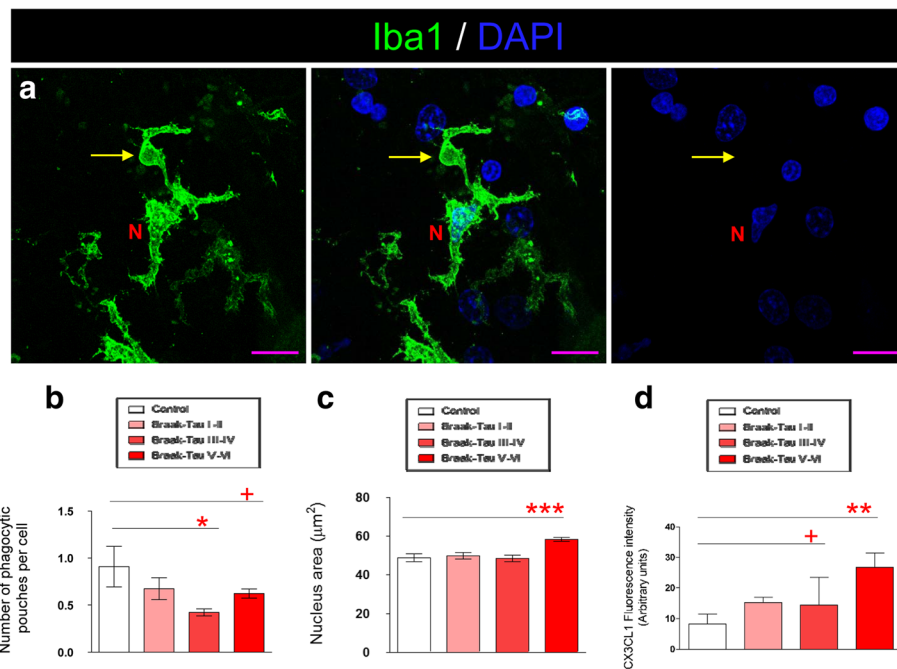 Iba1 / DAPI
a
N
N
N
b
Control
Braak-Tau I-II
Braak-Tau III-IV
Braak-Tau V-VI
Number of phagocytic
pouches per cell
1.5
1.0
0.5
0.0
*
+
c
Control
Braak-Tau I-II
Braak-Tau III-IV
Braak-Tau V-VI
Nucleus area (μm²)
80
60
40
20
0
***
d
Control
Braak-Tau I-II
Braak-Tau III-IV
Braak-Tau V-VI
CX3CL1 Fluorescence intensity
(Arbitrary units)
40
30
20
10
0
+
**